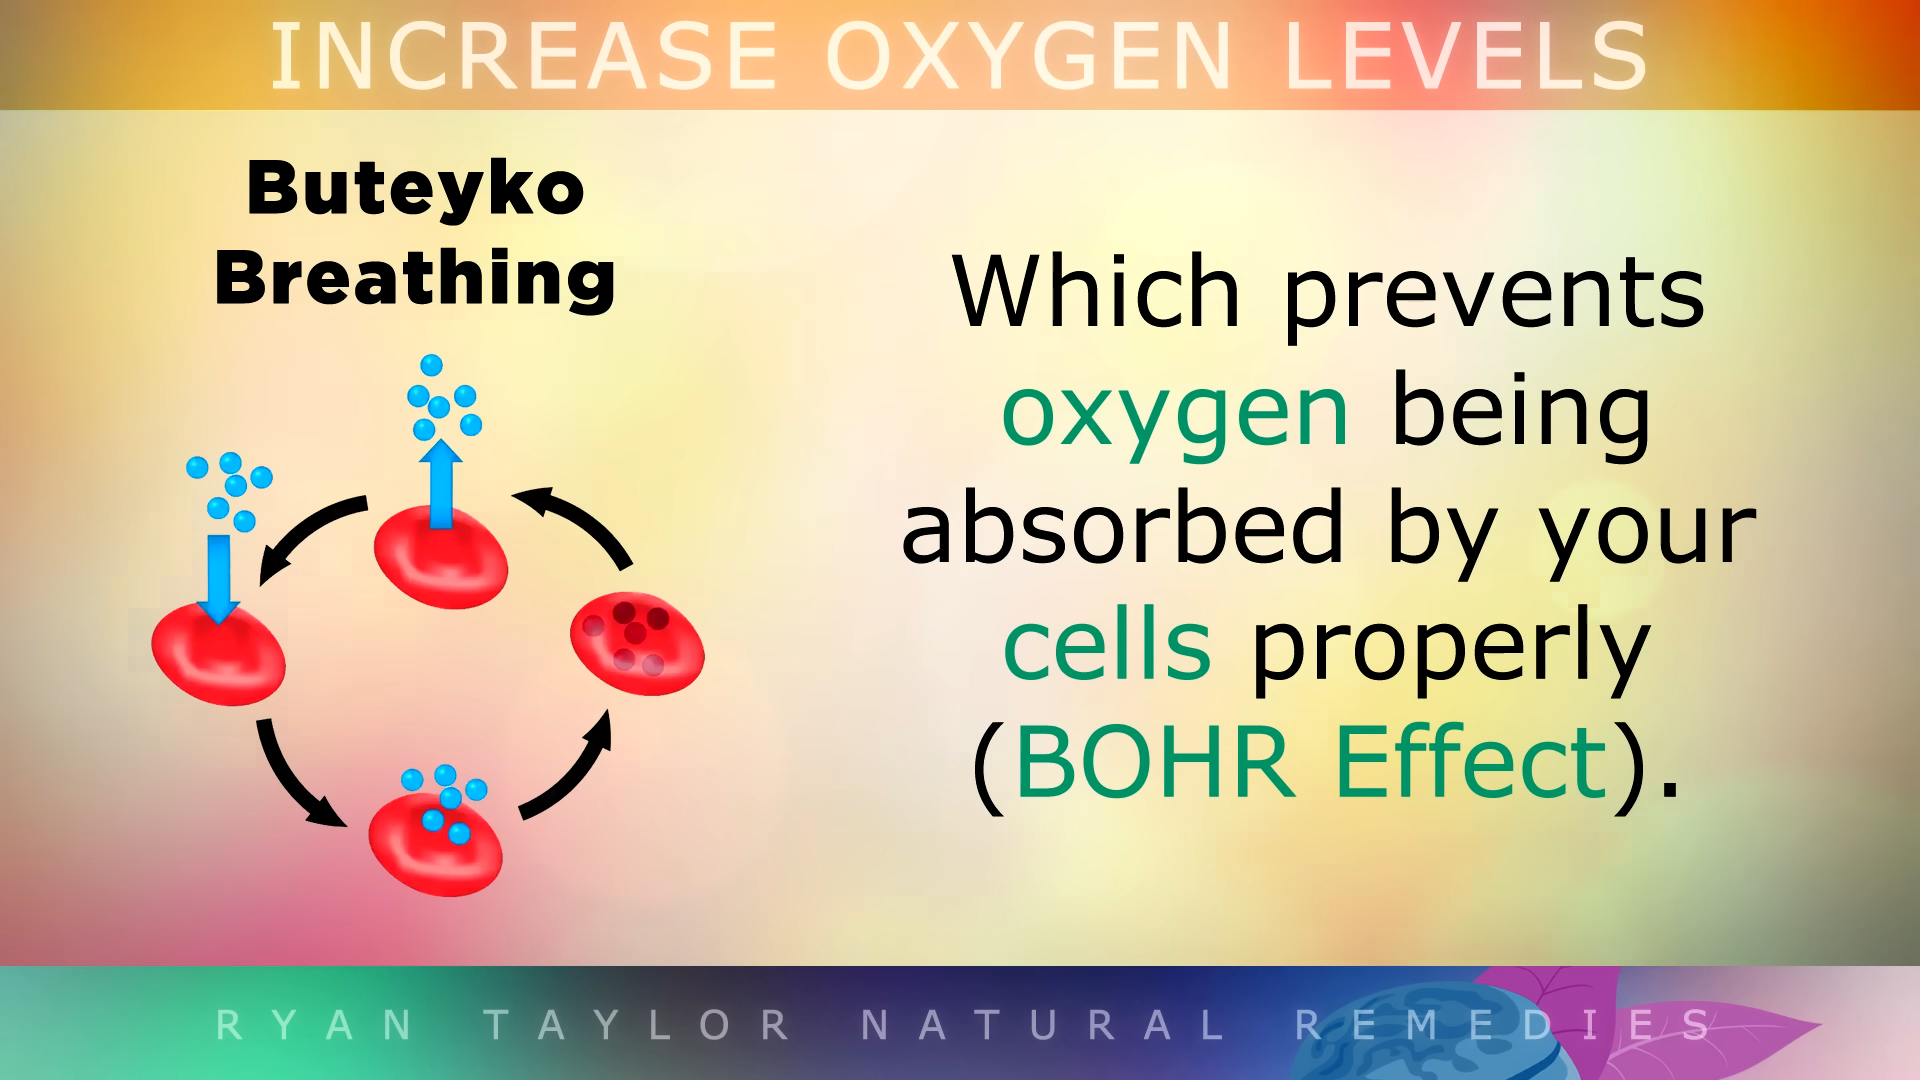 INCREASE OXYGEN LEVELS
Buteyko
Breathing
Which prevents
oxygen being
absorbed by your
cells properly
(BOHR Effect).
RYAN TAYLOR NATURAL REMEDIES